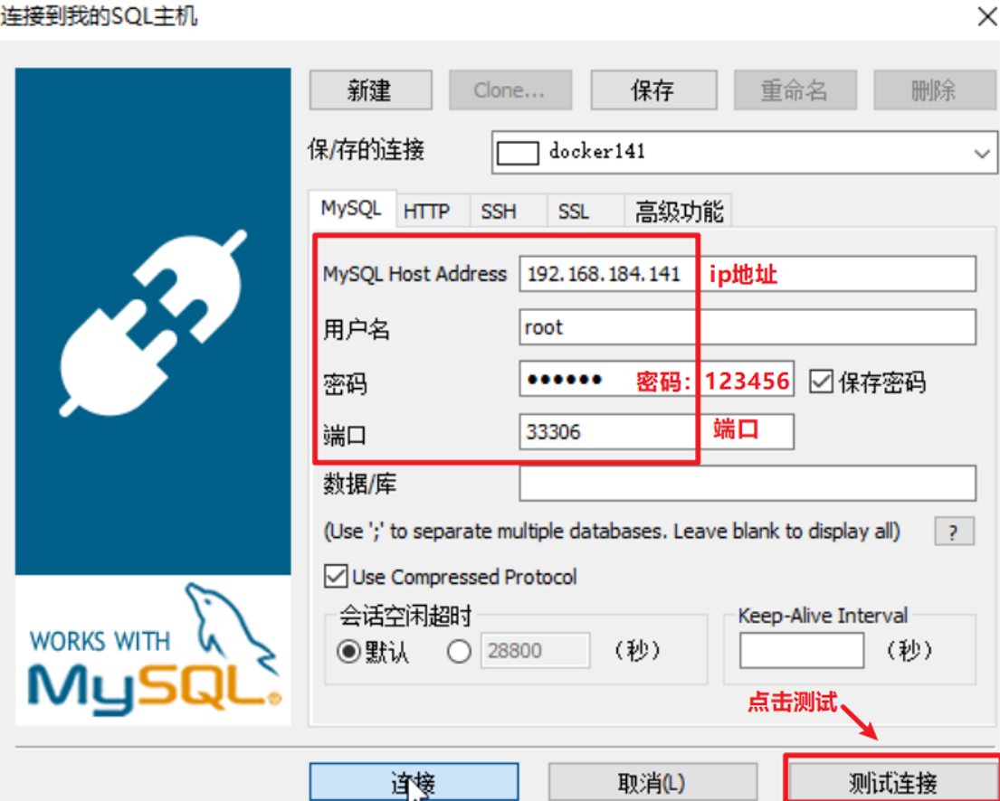 连接到我的SQL主机
新建 Clone... 保存 重命名 删除
保/存的连接 docker141
MySQL HTTP SSH SSL 高级功能
MySQL Host Address 192.168.184.141 ip地址
用户名 root
密码 ●●●●●● 密码：123456 保存密码
端口 33306 端口
数据/库
(Use ';' to separate multiple databases. Leave blank to display all) ?
Use Compressed Protocol
会话空闲超时 Keep-Alive Interval
默认 28800 (秒) (秒)
WORKS WITH
MySQL
点击测试
连接 取消(L) 测试连接